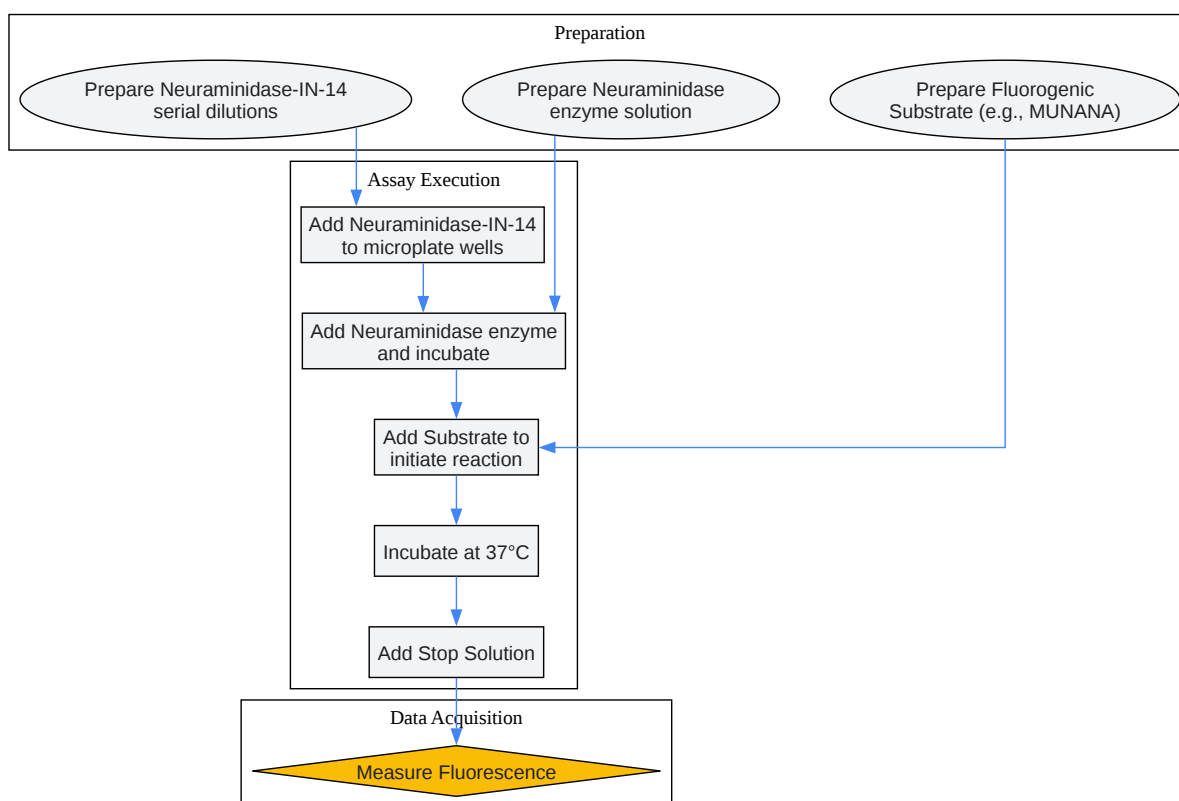 Preparation
Prepare Neuraminidase-IN-14
serial dilutions
Prepare Neuraminidase
enzyme solution
Prepare Fluorogenic
Substrate (e.g., MUNANA)
Assay Execution
Add Neuraminidase-IN-14
to microplate wells
Add Neuraminidase enzyme
and incubate
Add Substrate to
initiate reaction
Incubate at 37°C
Add Stop Solution
Data Acquisition
Measure Fluorescence